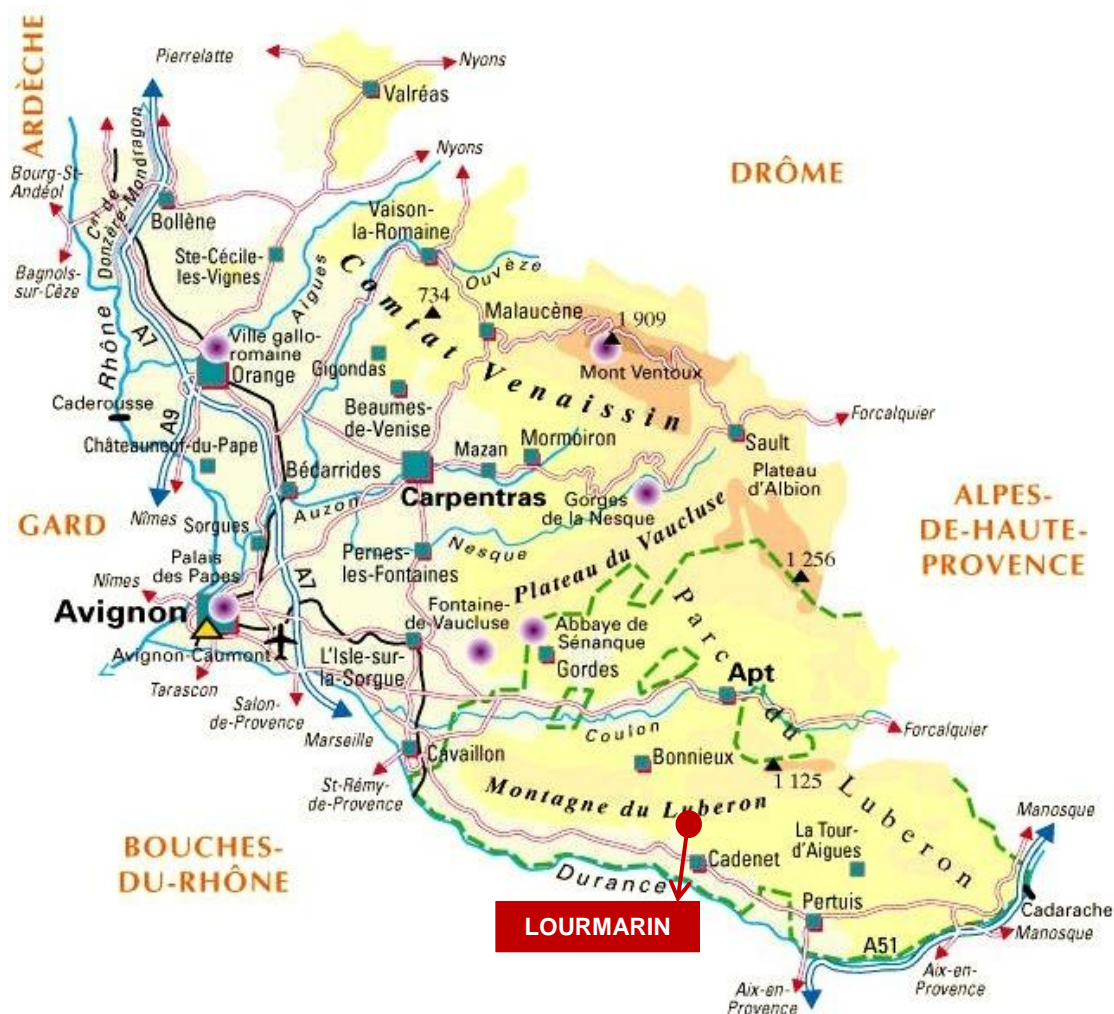 ARDÈCHE
Pierrelatte
Nyons
Valréas
Nyons
DRÔME
Bourg-St-
Andéol
Cal de
Donzère-Mondragon
Bollène
Vaison-
la-Romaine
Ste-Cécile-
les-Vignes
Bagnols-
sur-Cèze
Aigues
Ouvèze
Comtat Venaissin
734
Malaucène
1 909
Rhône
A7
Ville gallo-
romaine
Orange
Gigondas
Mont Ventoux
Caderousse
A9
Beaumes-
de-Venise
Forcalquier
Châteauneuf-du-Pape
Mazan
Mormoiron
Sault
Bédarrides
Carpentras
Plateau
d'Albion
Nîmes
Auzon
Gorges
de la Nesque
GARD
ALPES-
DE-HAUTE-
PROVENCE
Sorgues
Nesque
Plateau du Vaucluse
Palais
des Papes
Pernes-
les-Fontaines
1 256
Nîmes
A7
Avignon
Fontaine-
de-Vaucluse
Abbaye de
Sénanque
Parc du Luberon
Avignon-Caumont
L'Isle-sur-
la-Sorgue
Gordes
Apt
Tarascon
Salon-
de-Provence
Marseille
Coulon
Forcalquier
Cavaillon
Bonnieux
St-Rémy-
de-Provence
Montagne du Luberon
1 125
BOUCHES-
DU-RHÔNE
Manosque
La Tour-
d'Aigues
Cadenet
Durance
LOURMARIN
Pertuis
Cadarache
A51
Manosque
Aix-en-
Provence
Aix-en-
Provence